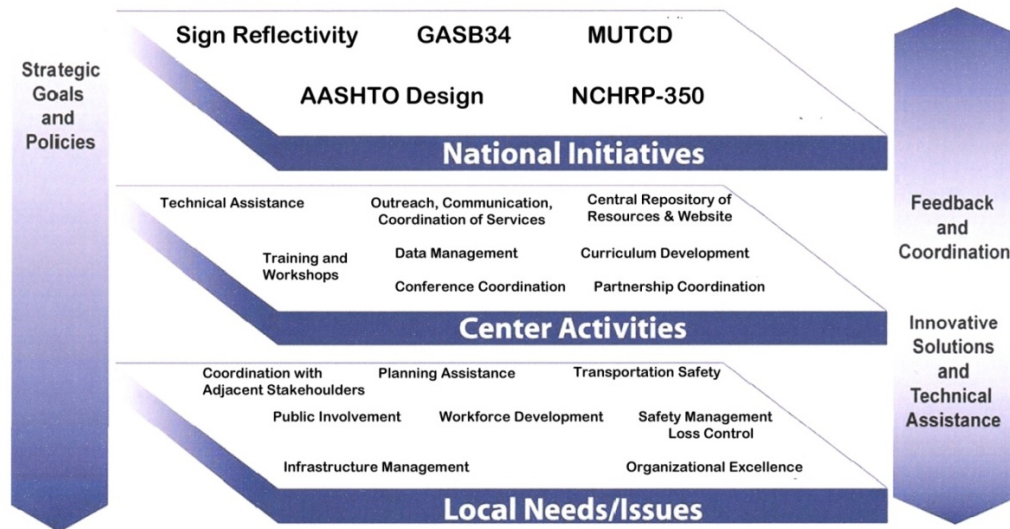 Strategic
Goals
and
Policies
Sign Reflectivity
GASB34
MUTCD
AASHTO Design
NCHRP-350
National Initiatives
Technical Assistance
Outreach, Communication,
Coordination of Services
Central Repository of
Resources & Website
Training and
Workshops
Data Management
Curriculum Development
Conference Coordination
Partnership Coordination
Center Activities
Coordination with
Adjacent Stakehoulders
Planning Assistance
Transportation Safety
Public Involvement
Workforce Development
Safety Management
Loss Control
Infrastructure Management
Organizational Excellence
Local Needs/Issues
Feedback
and
Coordination
Innovative
Solutions
and
Technical
Assistance